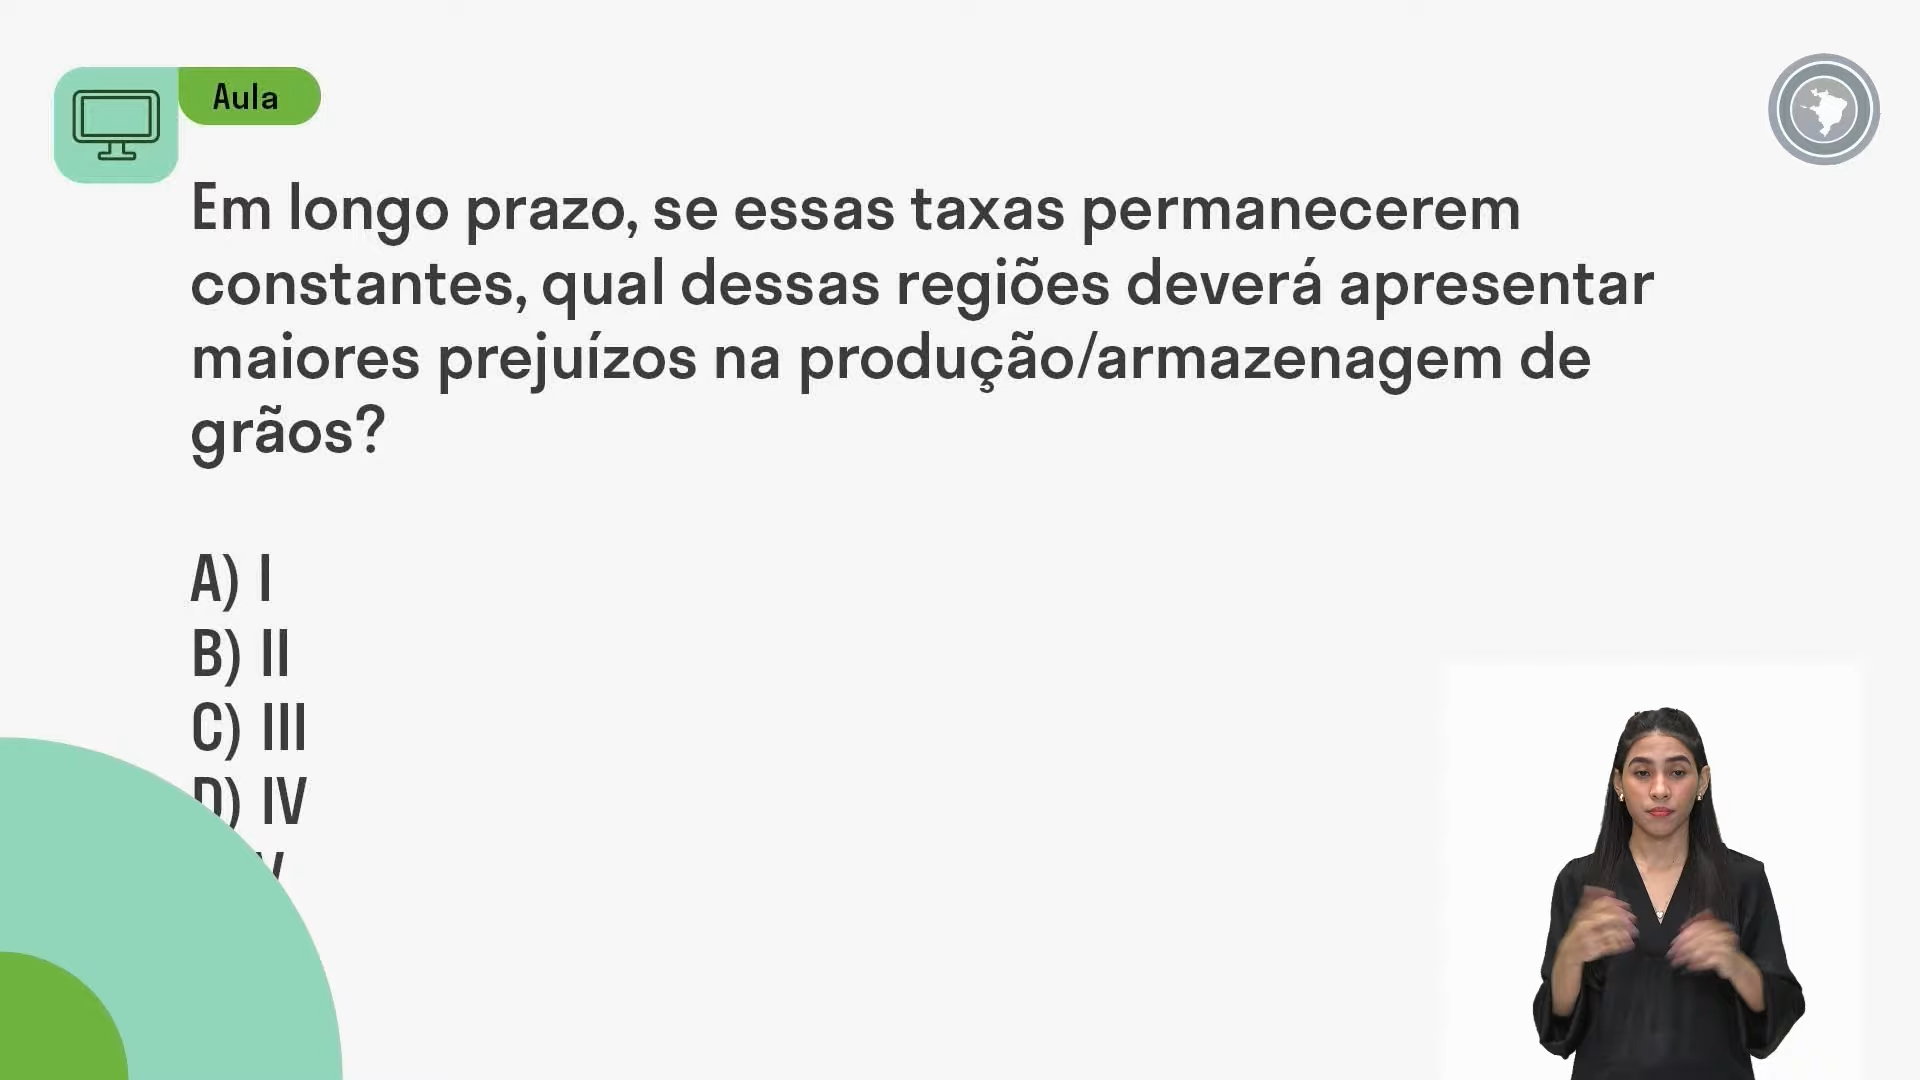 Aula
Em longo prazo, se essas taxas permanecerem
constantes, qual dessas regiões deverá apresentar
maiores prejuízos na produção/armazenagem de
grãos?
A) I
B) II
C) III
D) IV
V